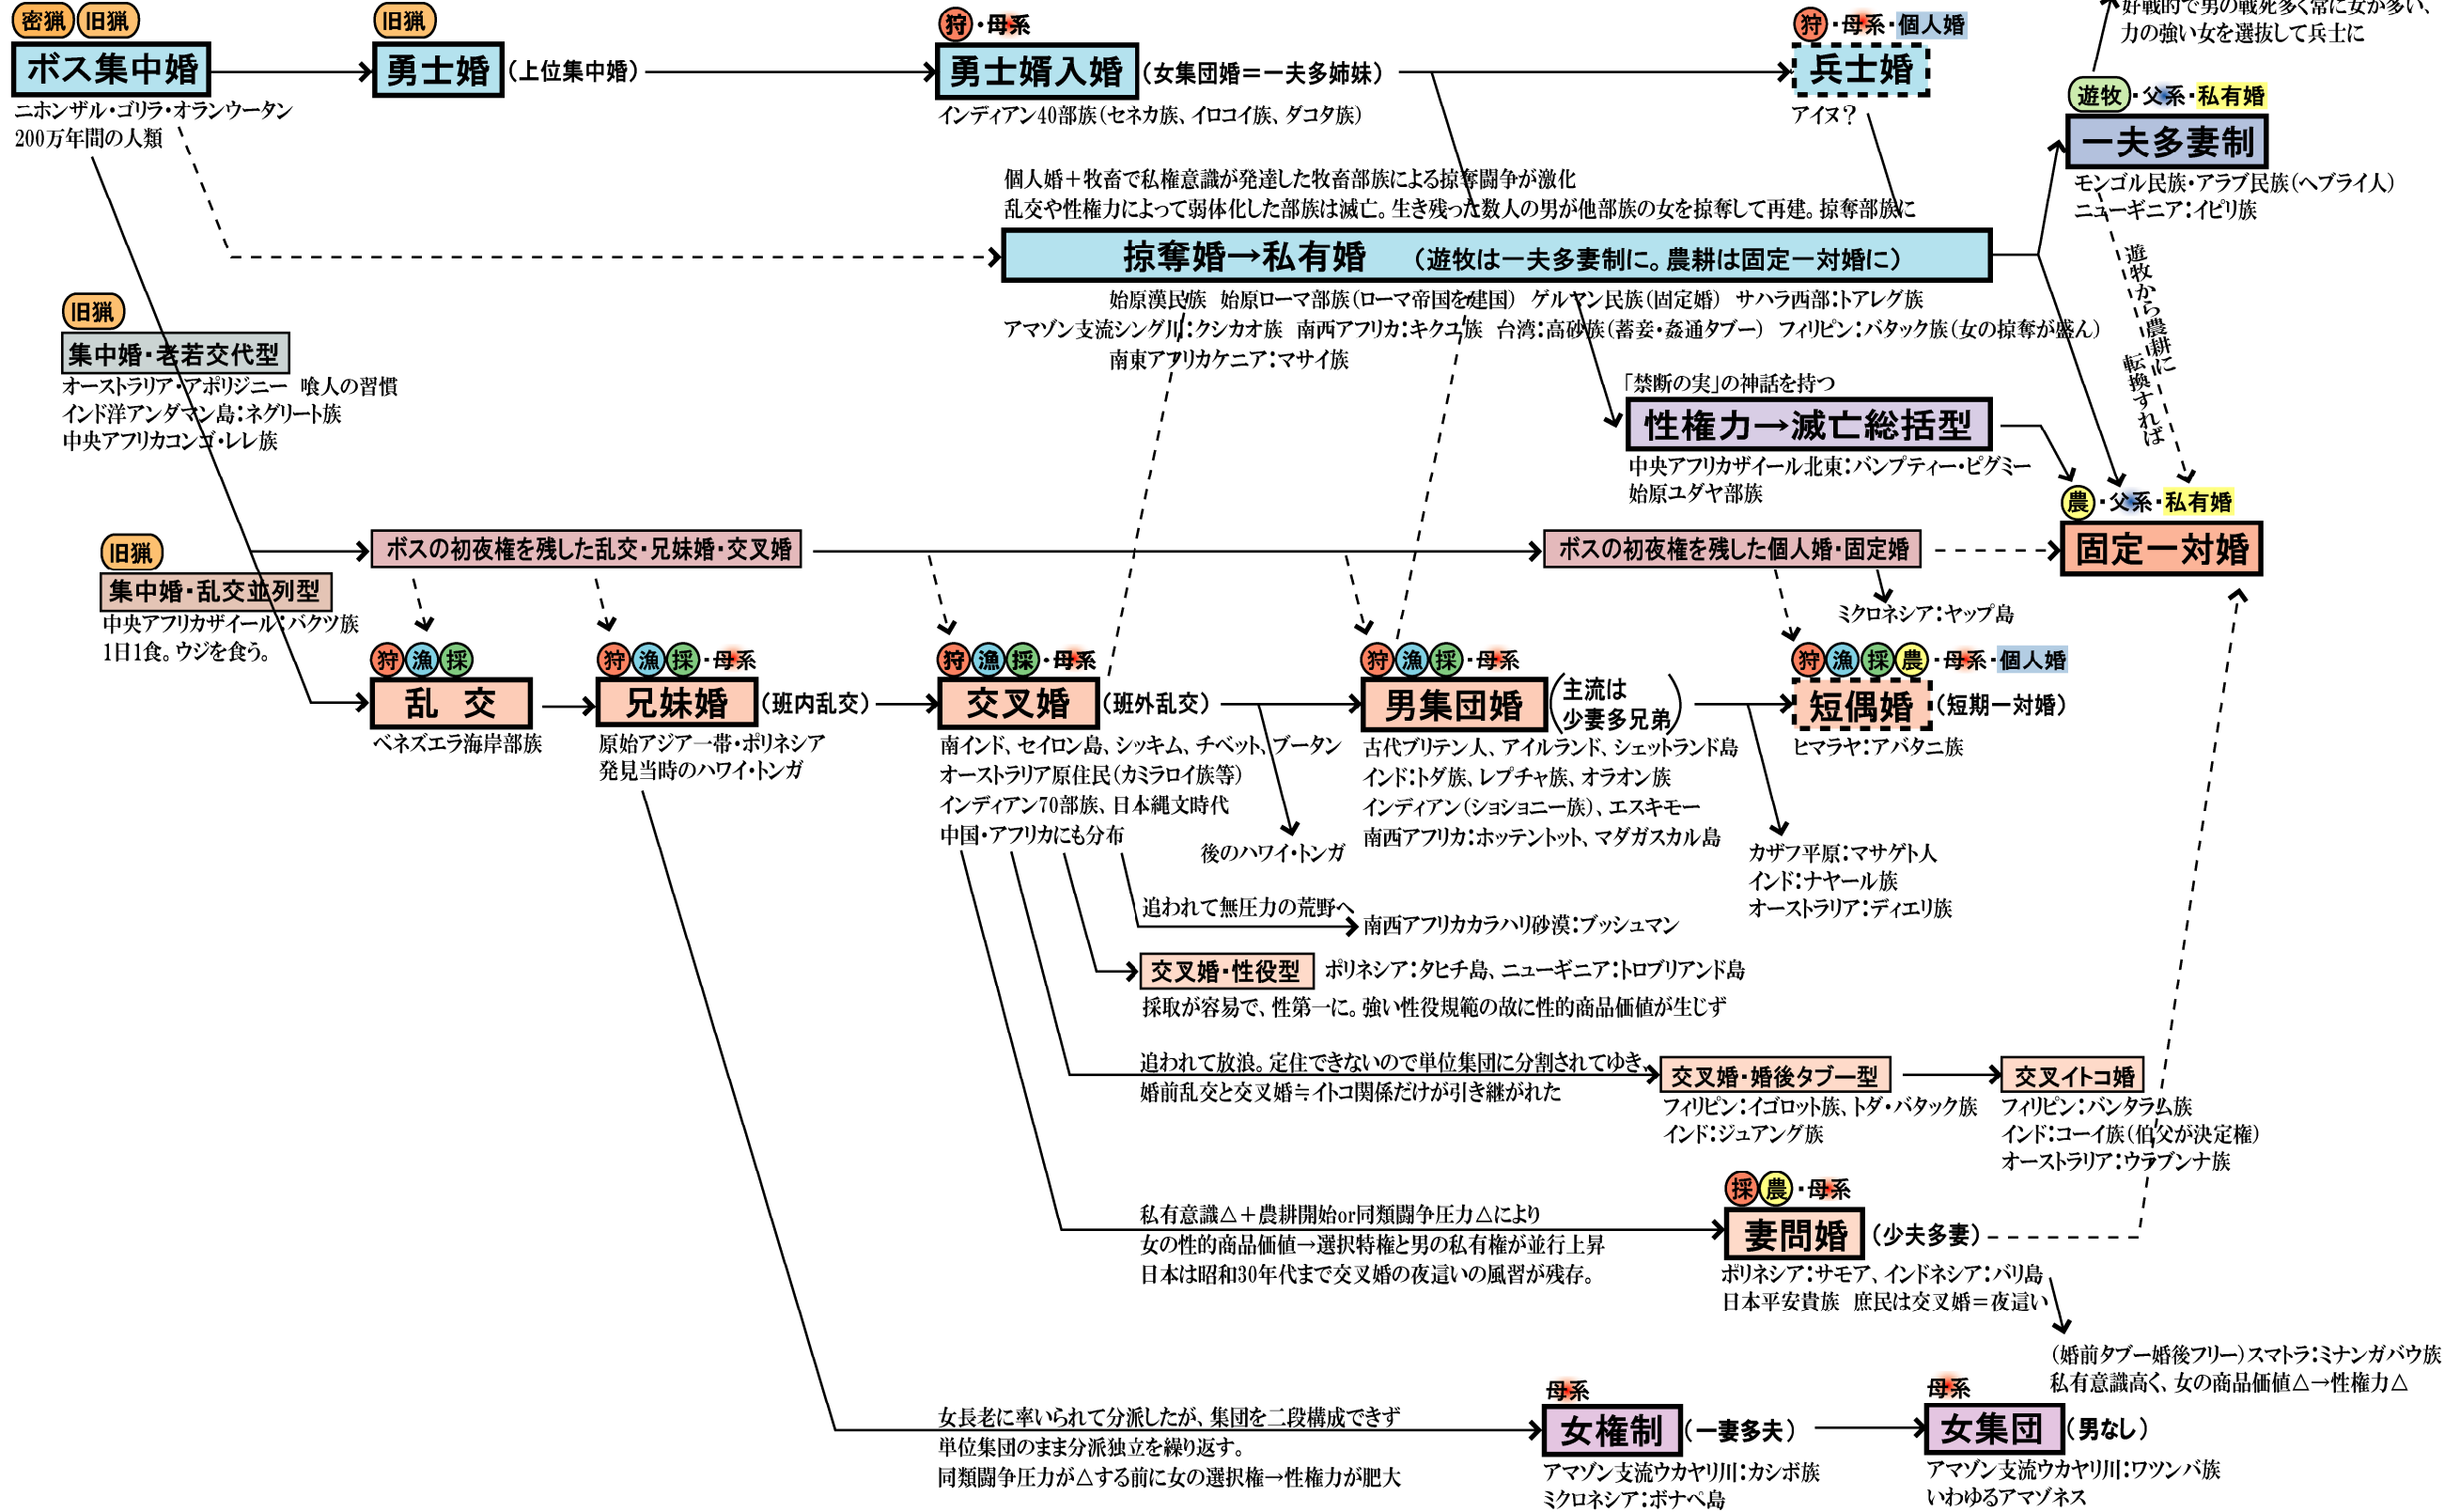 密猟 旧猟
ボス集中婚
ニホンザル・ゴリラ・オランウータン
200万年間の人類
旧猟
勇士婚（上位集中婚）
狩・母系
勇士婿入婚（女集団婚＝一夫多姉妹）
インディアン40部族（セネカ族、イロコイ族、ダコタ族）
狩・母系・個人婚
兵士婚
アイヌ？
好戦的で男の戦死多く常に女が多い、
力の強い女を選抜して兵士に
遊牧・父系・私有婚
一夫多妻制
モンゴル民族・アラブ民族（ヘブライ人）
ニューギニア：イピリ族
遊牧から農耕に
転換すれば
個人婚＋牧畜で私権意識が発達した牧畜部族による掠奪闘争が激化
乱交や性権力によって弱体化した部族は滅亡。生き残った数人の男が他部族の女を掠奪して再建。掠奪部族に
掠奪婚→私有婚 （遊牧は一夫多妻制に。農耕は固定一対婚に）
始原漢民族 始原ローマ部族（ローマ帝国を建国） ゲルマン民族（固定婚） サハラ西部：トアレグ族
アマゾン支流シング川：クシカオ族 南西アフリカ：キクユ族 台湾：高砂族（蓄妾・姦通タブー） フィリピン：バタック族（女の掠奪が盛ん）
南東アフリカケニア：マサイ族
旧猟
集中婚・老若交代型
オーストラリア・アポリジニー 喰人の習慣
インド洋アンダマン島：ネグリート族
中央アフリカコンゴ・レレ族
「禁断の実」の神話を持つ
性権力→滅亡総括型
中央アフリカザイール北東：バンプティー・ピグミー
始原ユダヤ部族
農・父系・私有婚
固定一対婚
旧猟
集中婚・乱交並列型
中央アフリカザイール：バクツ族
1日1食。ウジを食う。
ボスの初夜権を残した乱交・兄妹婚・交叉婚
ボスの初夜権を残した個人婚・固定婚
ミクロネシア：ヤップ島
狩 漁 採
乱 交
ベネズエラ海岸部族
狩 漁 採・母系
兄妹婚（班内乱交）
原始アジア一帯・ポリネシア
発見当時のハワイ・トンガ
狩 漁 採・母系
交叉婚（班外乱交）
南インド、セイロン島、シッキム、チベット、ブータン
オーストラリア原住民（カミラロイ族等）
インディアン70部族、日本縄文時代
中国・アフリカにも分布
後のハワイ・トンガ
狩 漁 採・母系
男集団婚（主流は
少妻多兄弟）
古代ブリテン人、アイルランド、シェットランド島
インド：トダ族、レプチャ族、オラオン族
インディアン（ショショニー族）、エスキモー
南西アフリカ：ホッテントット、マダガスカル島
狩 漁 採 農・母系・個人婚
短偶婚（短期一対婚）
ヒマラヤ：アバタニ族
カザフ平原：マサゲト人
インド：ナヤール族
オーストラリア：ディエリ族
追われて無圧力の荒野へ
南西アフリカカラハリ砂漠：ブッシュマン
交叉婚・性役型 ポリネシア：タヒチ島、ニューギニア：トロブリアンド島
採取が容易で、性第一に。強い性役規範の故に性的商品価値が生じず
追われて放浪。定住できないので単位集団に分割されてゆき、
婚前乱交と交叉婚≒イトコ関係だけが引き継がれた
交叉婚・婚後タブー型
フィリピン：イゴロット族、トダ・バタック族
インド：ジュアング族
交叉イトコ婚
フィリピン：バンタラム族
インド：コーイ族（伯父が決定権）
オーストラリア：ウラブンナ族
私有意識△＋農耕開始or同類闘争圧力△により
女の性的商品価値→選択特権と男の私有権が並行上昇
日本は昭和30年代まで交叉婚の夜這いの風習が残存。
採 農・母系
妻問婚（少夫多妻）
ポリネシア：サモア、インドネシア：バリ島
日本平安貴族 庶民は交叉婚＝夜這い
（婚前タブー婚後フリー）スマトラ：ミナンガバウ族
私有意識高く、女の商品価値△→性権力△
女長老に率いられて分派したが、集団を二段構成できず
単位集団のまま分派独立を繰り返す。
同類闘争圧力が△する前に女の選択権→性権力が肥大
母系
女権制（一妻多夫）
アマゾン支流ウカヤリ川：カシボ族
ミクロネシア：ボナペ島
母系
女集団（男なし）
アマゾン支流ウカヤリ川：ワツンバ族
いわゆるアマゾネス